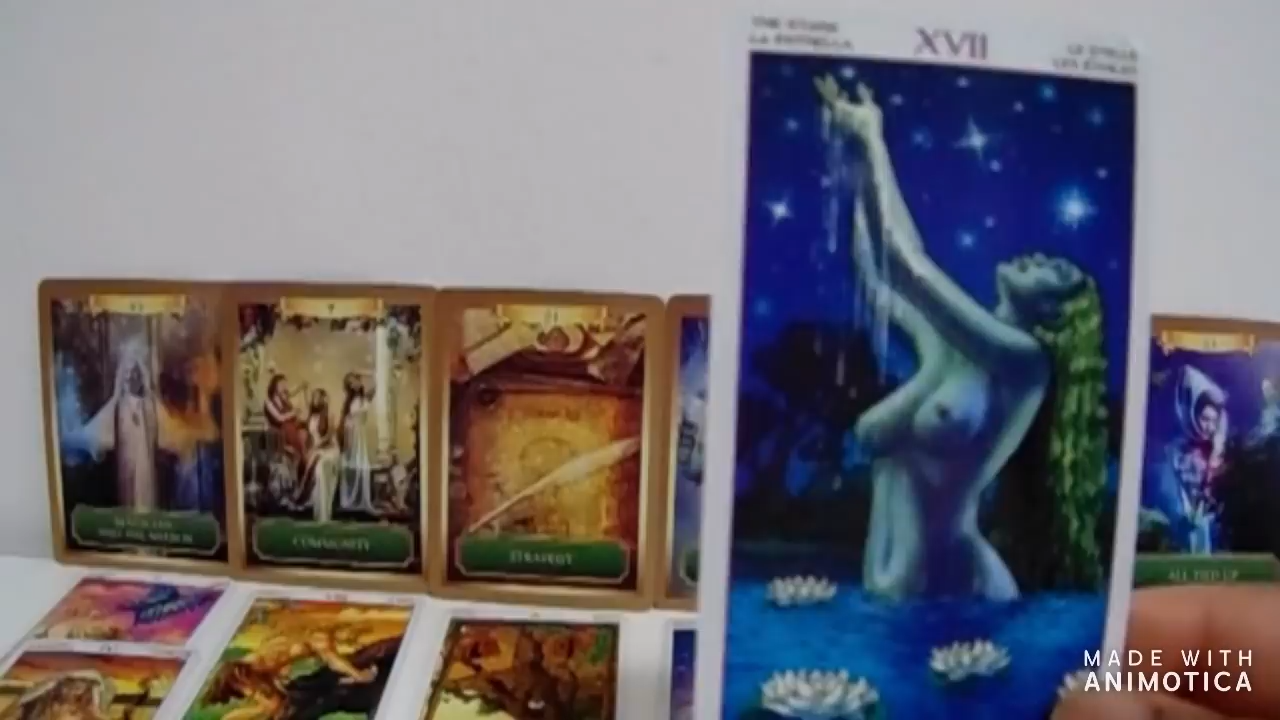 THE STARS
LA ESTRELLA
XVII
LE STELLE
LES ÉTOILES
COMMUNITY
STRATEGY
ALL TIED UP
MADE WITH
ANIMOTICA